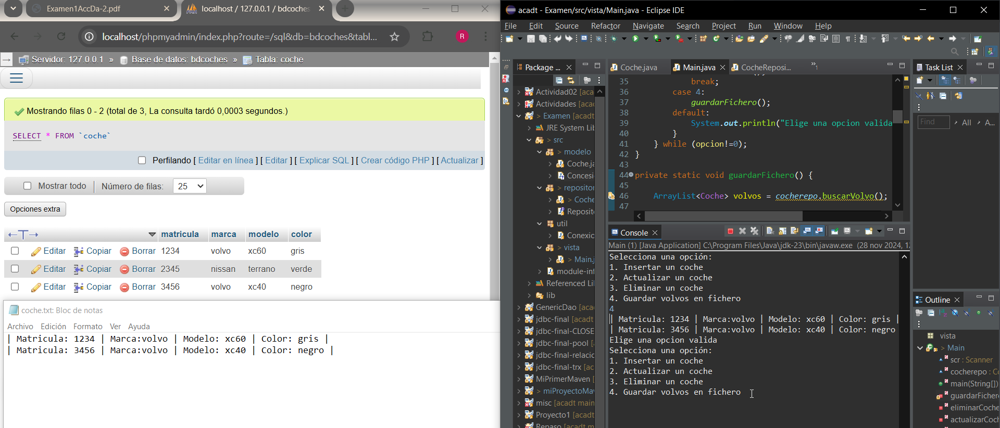 Examen1AccDa-2.pdf
localhost / 127.0.0.1 / bdcoches
localhost/phpmyadmin/index.php?route=/sql&db=bdcoches&tabl...
R
Servidor: 127.0.0.1 » Base de datos: bdcoches » Tabla: coche
Mostrando filas 0 - 2 (total de 3, La consulta tardó 0,0003 segundos.)
SELECT * FROM `coche`
Perfilando [ Editar en línea ] [ Editar ] [ Explicar SQL ] [ Crear código PHP ] [ Actualizar ]
Mostrar todo Número de filas: 25
Opciones extra
matricula marca modelo color
Editar Copiar Borrar 1234 volvo xc60 gris
Editar Copiar Borrar 2345 nissan terrano verde
Editar Copiar Borrar 3456 volvo xc40 negro
coche.txt: Bloc de notas
Archivo Edición Formato Ver Ayuda
| Matricula: 1234 | Marca:volvo | Modelo: xc60 | Color: gris |
| Matricula: 3456 | Marca:volvo | Modelo: xc40 | Color: negro |
acadt - Examen/src/vista/Main.java - Eclipse IDE
File Edit Source Refactor Navigate Search Project Run Window Help
Package ...
Actividad02 [aca
Actividades [acac
> Examen [acadt
JRE System Lib
> src
> modelo
Coche.ja
Concesi
> repositor
> Coche
Reposito
util
Conexic
> vista
> Main.j
module-inf
Referenced Li
lib
GenericDao [aca
jdbc-final [acadt
jdbc-final-CLOSE
jdbc-final-pool [
jdbc-final-relacic
jdbc-final-trx [ac
MiPrimerMaven [
> miProyectoMa
misc [acadt main
Proyecto1 [acadt
Repaso [acadt m
Coche.java Main.java CocheReposi... »1
35 break;
36 case 4:
37 guardarFichero();
38 default:
39 System.out.println("Elige una opcion valida
40 }
41 } while (opcion!=0);
42 }
43
44 private static void guardarFichero() {
45
46 ArrayList<Coche> volvos = cocherepo.buscarVolvo();
47
Console
Main (1) [Java Application] C:\Program Files\Java\jdk-23\bin\javaw.exe (28 nov 2024, 1
Selecciona una opción:
1. Insertar un coche
2. Actualizar un coche
3. Eliminar un coche
4. Guardar volvos en fichero
4
| Matricula: 1234 | Marca:volvo | Modelo: xc60 | Color: gris |
| Matricula: 3456 | Marca:volvo | Modelo: xc40 | Color: negro
Elige una opcion valida
Selecciona una opción:
1. Insertar un coche
2. Actualizar un coche
3. Eliminar un coche
4. Guardar volvos en fichero
Task List
Find All A...
Outline
vista
> Main
scr : Scanner
cocherepo : Co
main(String[])
guardarFicher
eliminarCoche
actualizarCoch